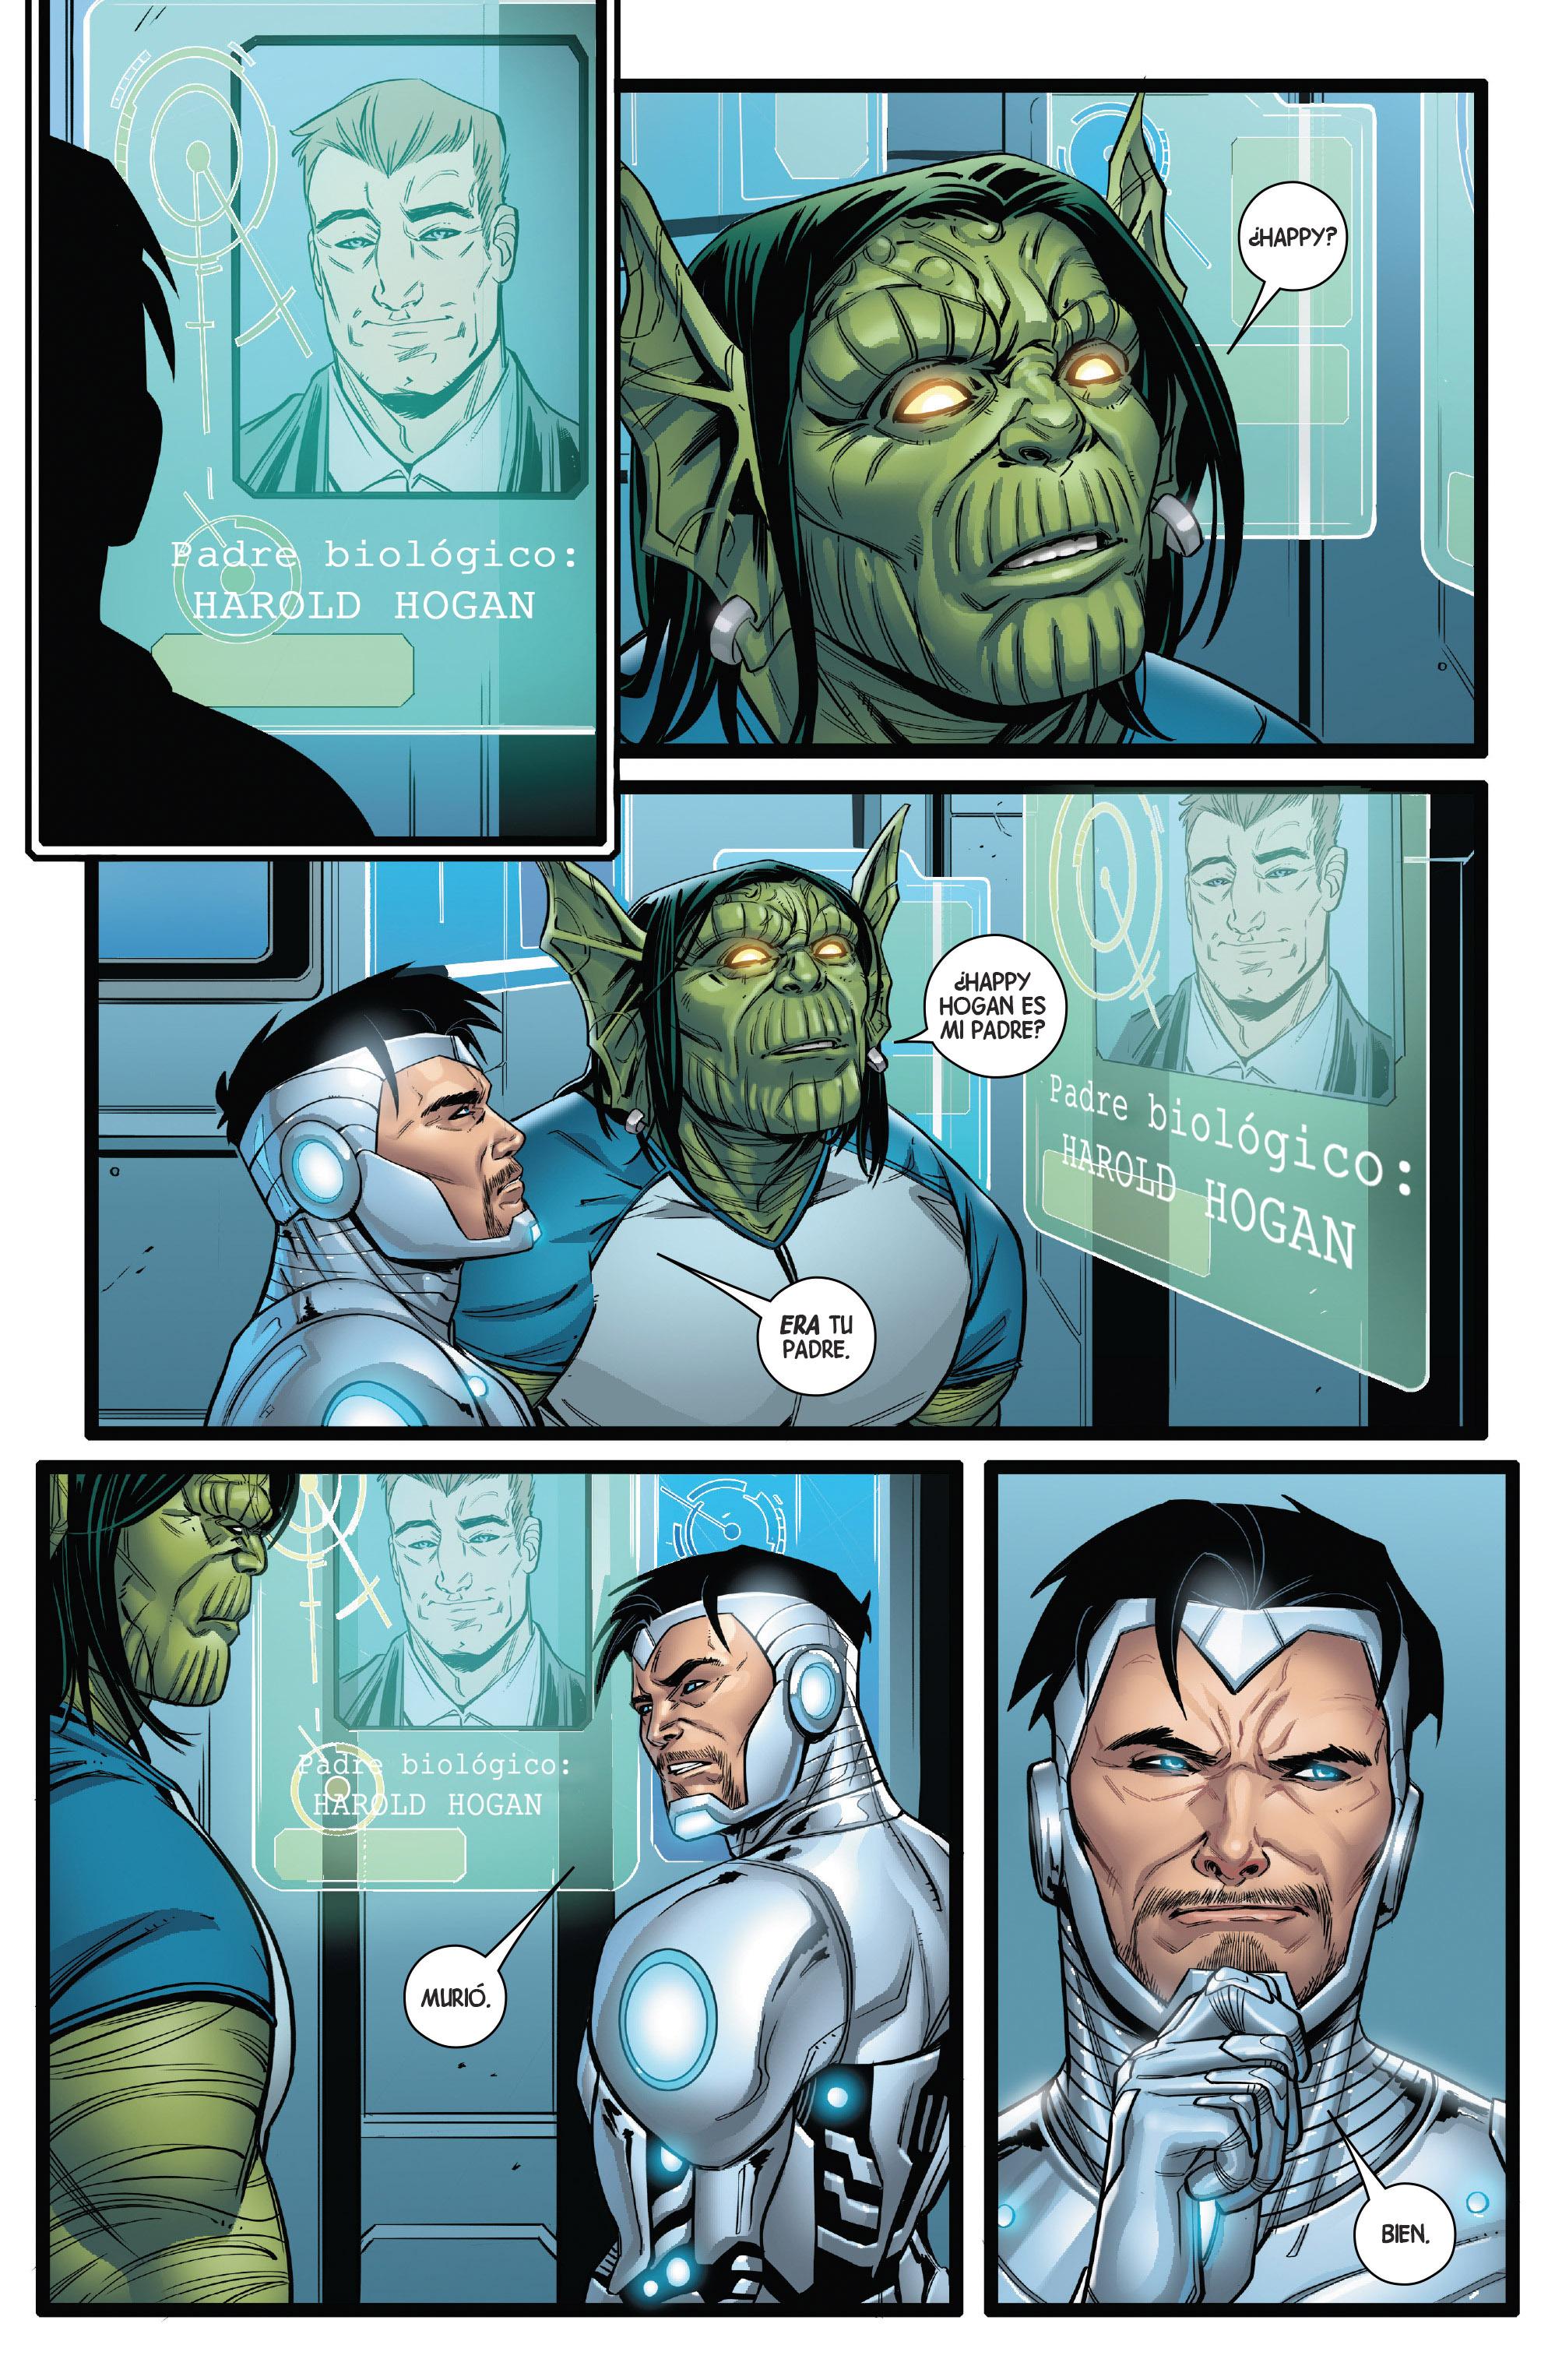 Padre biológico:
HAROLD HOGAN
¿HAPPY?
¿HAPPY
HOGAN ES
MI PADRE?
Padre biológico:
HAROLD HOGAN
ERA TU
PADRE.
Padre biológico:
HAROLD HOGAN
MURIÓ.
BIEN.